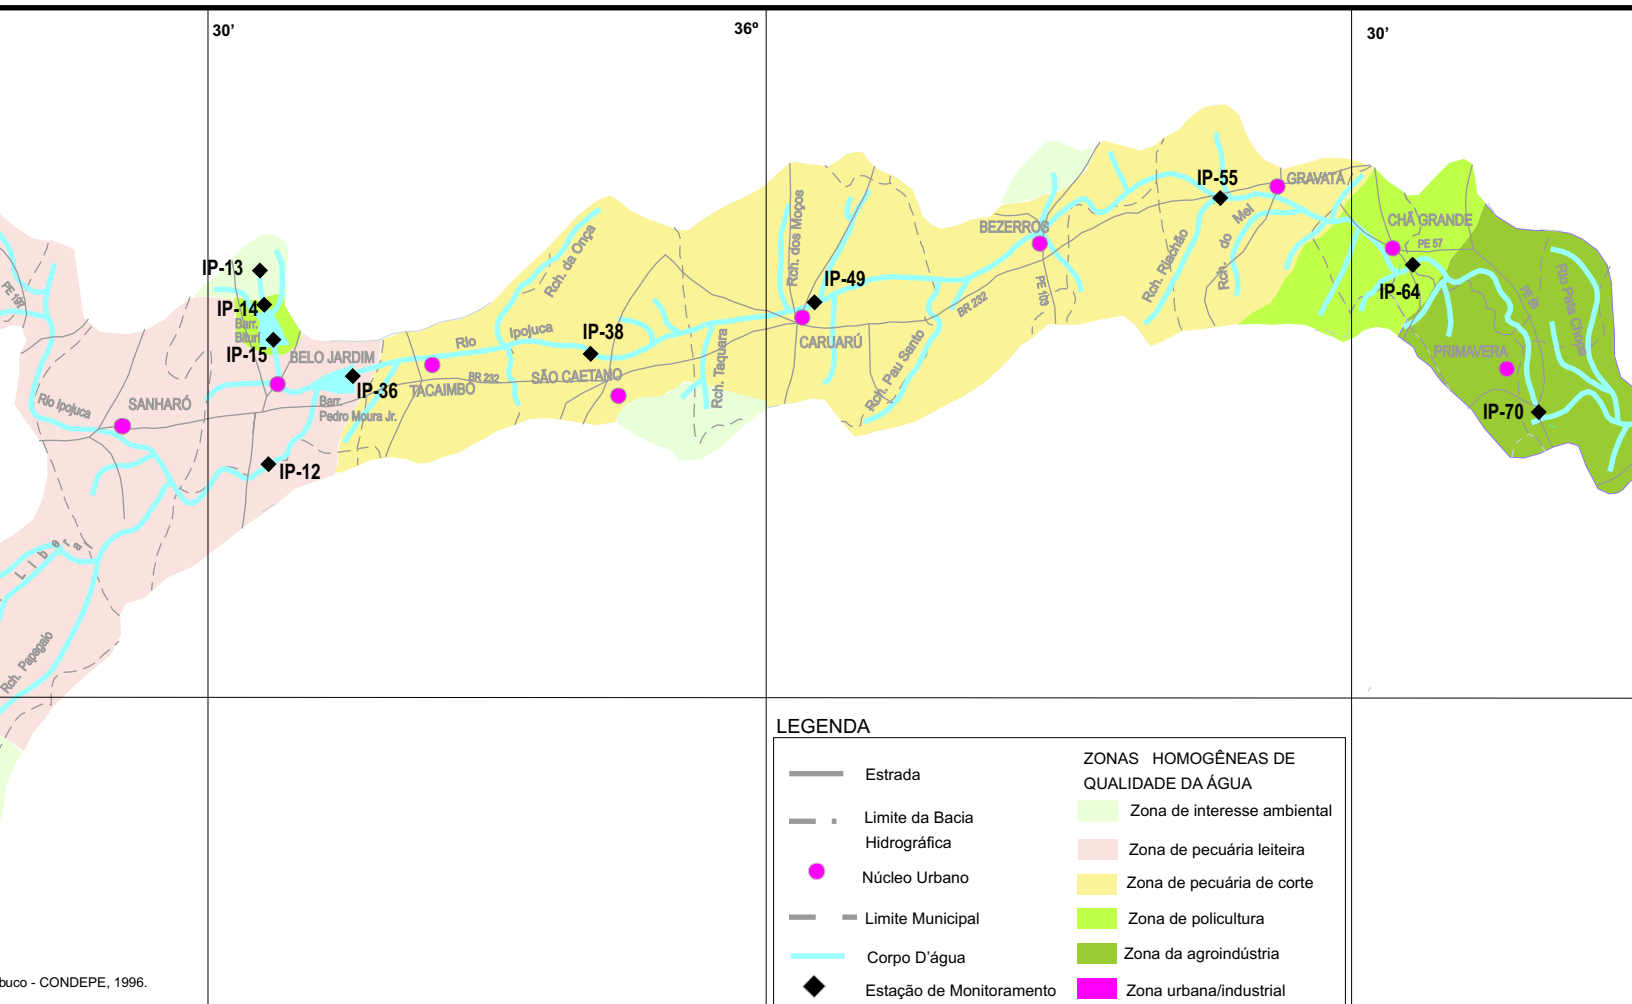 30'
36º
30'
IP-55
GRAVATÁ
CHÃ GRANDE
PE 57
IP-64
Rch. dos Moços
BEZERROS
Rch. Riachão
Rch. do Mel
PE 103
Rch. da Onça
IP-13
IP-14
Barr.
Bituri
IP-15
BELO JARDIM
IP-36
Barr.
Pedro Moura Jr.
Rio Ipojuca
IP-38
IP-49
CARUARÚ
BR 232
Rch. Pau Santo
Rch. Taquera
SÃO CAETANO
BR 232
TACAIMBÓ
Rio Ipojuca
SANHARÓ
IP-12
PRIMAVERA
IP-70
Rio Pata Choca
Libera
Rch. Papagaio
LEGENDA
Estrada
Limite da Bacia
Hidrográfica
Núcleo Urbano
Limite Municipal
Corpo D'água
Estação de Monitoramento
ZONAS HOMOGÊNEAS DE
QUALIDADE DA ÁGUA
Zona de interesse ambiental
Zona de pecuária leiteira
Zona de pecuária de corte
Zona de policultura
Zona da agroindústria
Zona urbana/industrial
buco - CONDEPE, 1996.